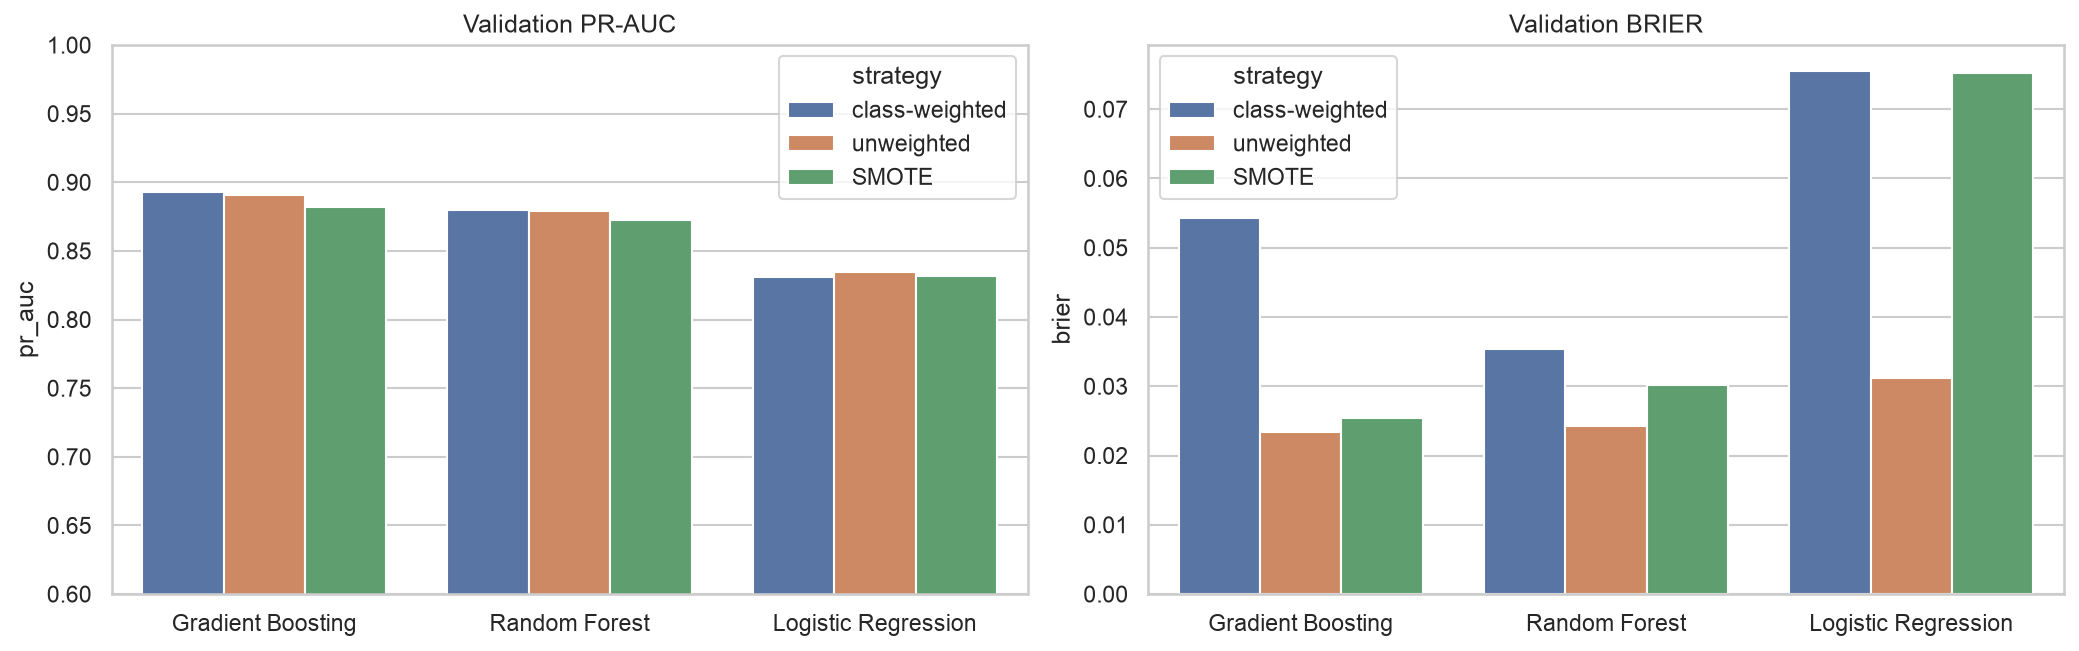 Validation PR-AUC
1.00
0.95
0.90
0.85
0.80
0.75
0.70
0.65
0.60
pr_auc
strategy
class-weighted
unweighted
SMOTE
Gradient Boosting
Random Forest
Logistic Regression
Validation BRIER
0.07
0.06
0.05
0.04
0.03
0.02
0.01
0.00
brier
strategy
class-weighted
unweighted
SMOTE
Gradient Boosting
Random Forest
Logistic Regression